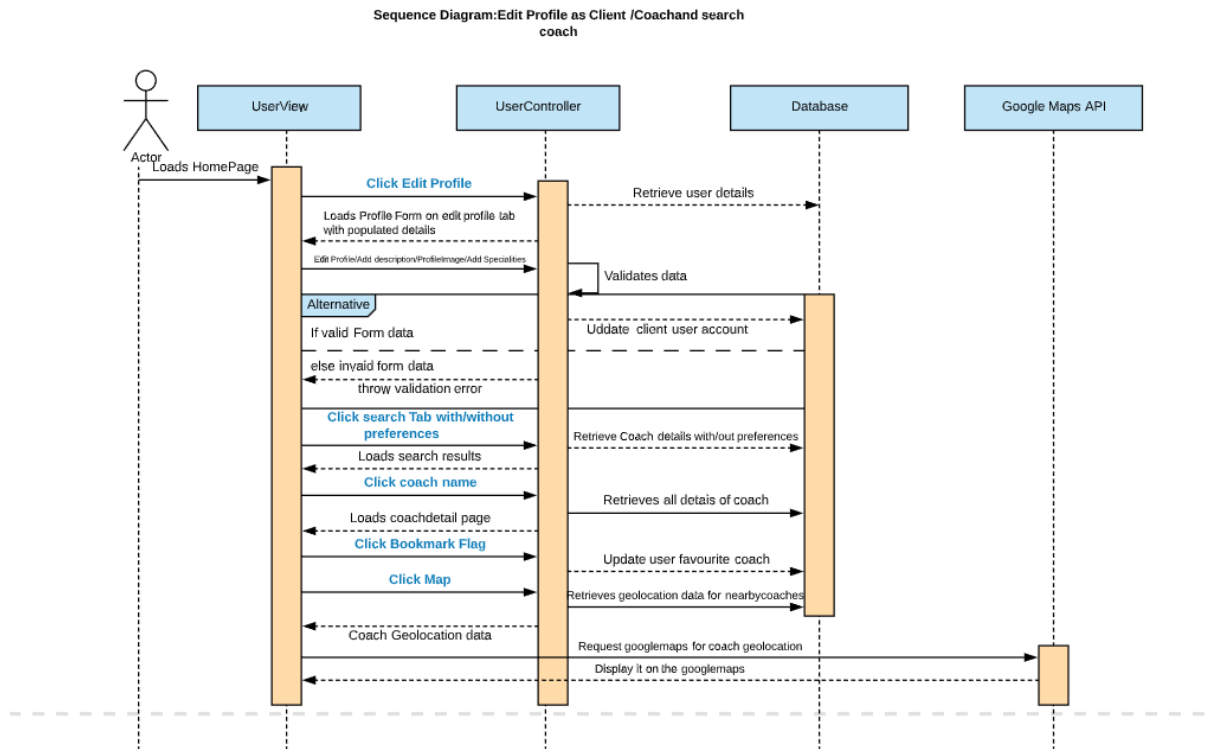 Sequence Diagram:Edit Profile as Client /Coachand search
coach
UserView
UserController
Database
Google Maps API
Actor
Loads HomePage
Click Edit Profile
Retrieve user details
Loads Profile Form on edit profile tab
with populated details
Edit Profile/Add description/ProfileImage/Add Specialities
Validates data
Alternative
Uddate client user account
If valid Form data
else invaid form data
throw validation error
Click search Tab with/without
preferences
Retrieve Coach details with/out preferences
Loads search results
Click coach name
Retrieves all detais of coach
Loads coachdetail page
Click Bookmark Flag
Update user favourite coach
Click Map
Retrieves geolocation data for nearbycoaches
Coach Geolocation data
Request googlemaps for coach geolocation
Display it on the googlemaps